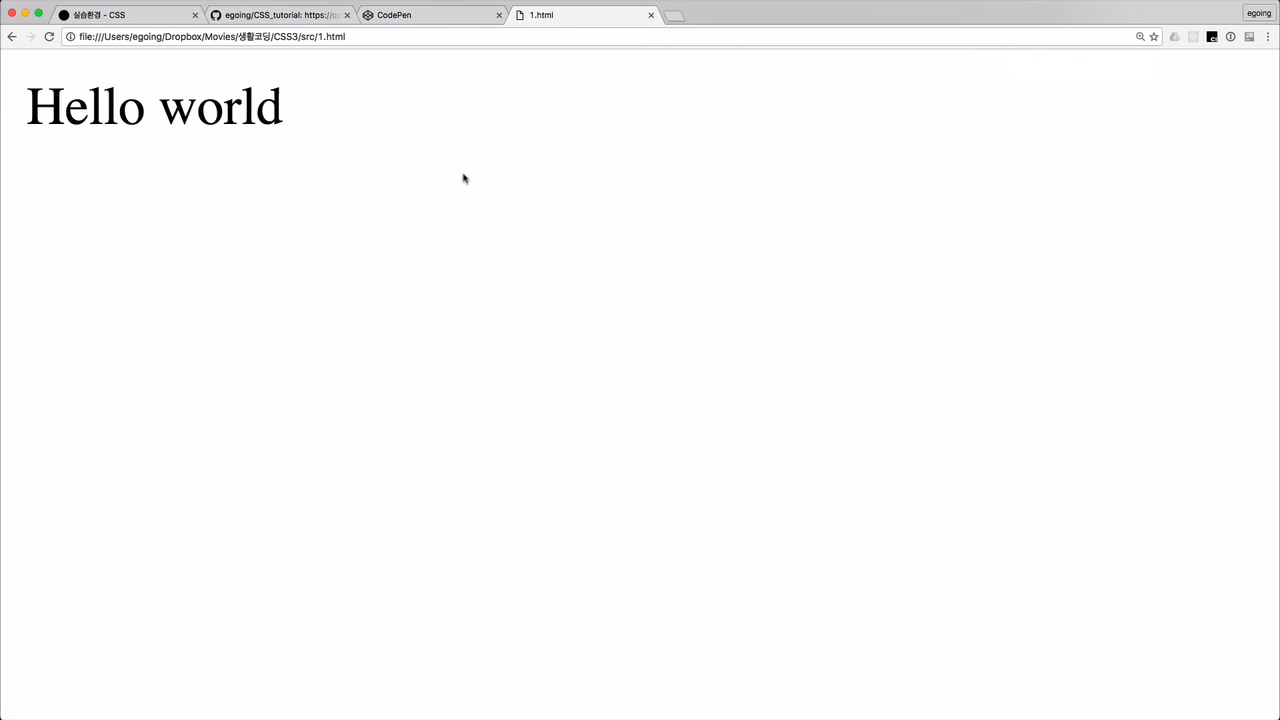 실습환경 - CSS
egoing/CSS_tutorial: https://op
CodePen
1.html
egoing
file:///Users/egoing/Dropbox/Movies/생활코딩/CSS3/src/1.html
Hello world